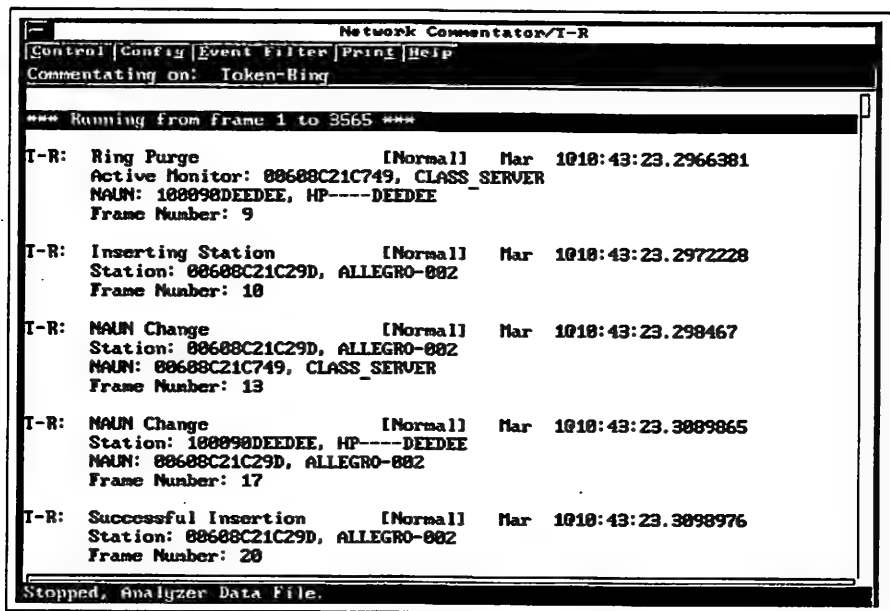 Network Commentator/T-R
Control Config Event Filter Print Help
Commentating on: Token-Ring
*** Running from frame 1 to 3565 ***
T-R: Ring Purge [Normal] Mar 1010:43:23.2966381
Active Monitor: 00608C21C749, CLASS_SERVER
NAUN: 100090DEEDEE, HP----DEEDEE
Frame Number: 9
T-R: Inserting Station [Normal] Mar 1010:43:23.2972228
Station: 00608C21C29D, ALLEGRO-002
Frame Number: 10
T-R: NAUN Change [Normal] Mar 1010:43:23.298467
Station: 00608C21C29D, ALLEGRO-002
NAUN: 00608C21C749, CLASS_SERVER
Frame Number: 13
T-R: NAUN Change [Normal] Mar 1010:43:23.3089865
Station: 100090DEEDEE, HP----DEEDEE
NAUN: 00608C21C29D, ALLEGRO-002
Frame Number: 17
T-R: Successful Insertion [Normal] Mar 1010:43:23.3098976
Station: 00608C21C29D, ALLEGRO-002
Frame Number: 20
Stopped, Analyzer Data File.